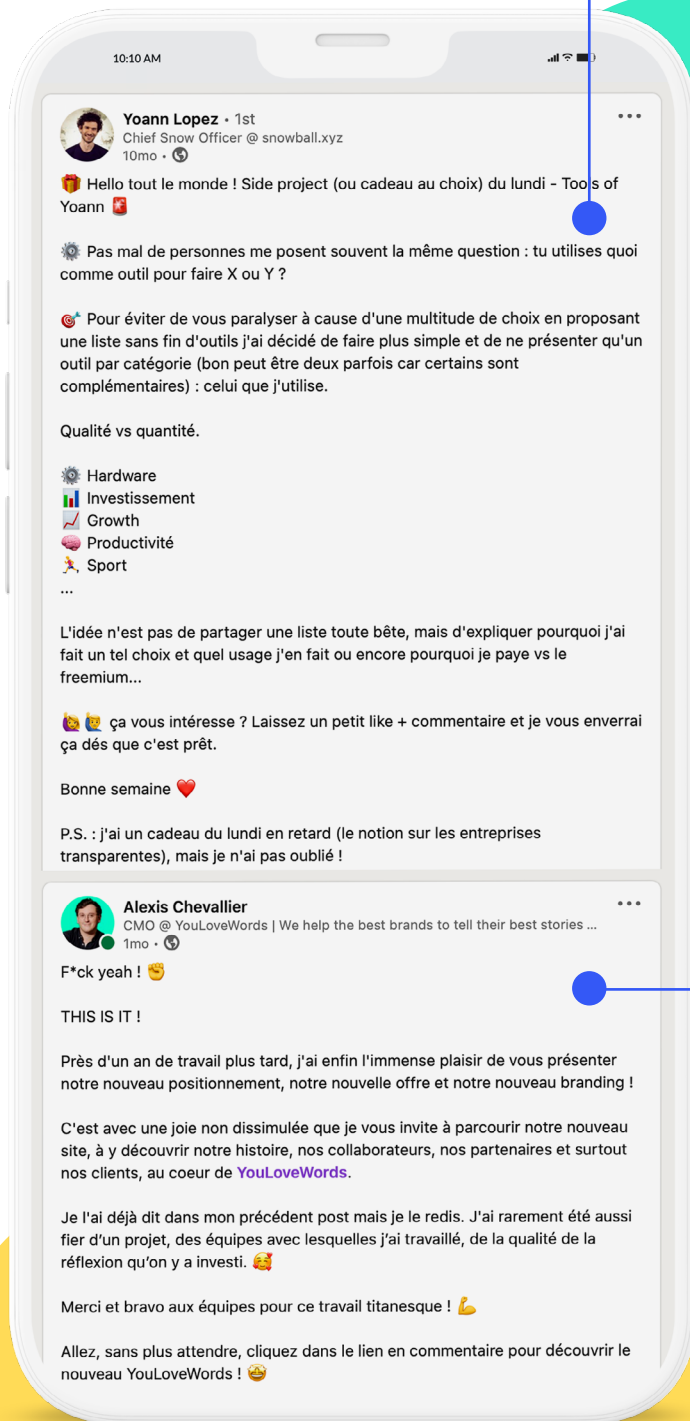 10:10 AM
Yoann Lopez • 1st
Chief Snow Officer @ snowball.xyz
10mo •
🎁 Hello tout le monde ! Side project (ou cadeau au choix) du lundi - Tools of
Yoann 🚨
⚙️ Pas mal de personnes me posent souvent la même question : tu utilises quoi
comme outil pour faire X ou Y ?
🎯 Pour éviter de vous paralyser à cause d'une multitude de choix en proposant
une liste sans fin d'outils j'ai décidé de faire plus simple et de ne présenter qu'un
outil par catégorie (bon peut être deux parfois car certains sont
complémentaires) : celui que j'utilise.
Qualité vs quantité.
⚙️ Hardware
📊 Investissement
📈 Growth
🧠 Productivité
🏃 Sport
...
L'idée n'est pas de partager une liste toute bête, mais d'expliquer pourquoi j'ai
fait un tel choix et quel usage j'en fait ou encore pourquoi je paye vs le
freemium...
🙋‍♀️ 🙋‍♂️ ça vous intéresse ? Laissez un petit like + commentaire et je vous enverrai
ça dés que c'est prêt.
Bonne semaine ❤️
P.S. : j'ai un cadeau du lundi en retard (le notion sur les entreprises
transparentes), mais je n'ai pas oublié !
Alexis Chevallier
CMO @ YouLoveWords | We help the best brands to tell their best stories ...
1mo •
F*ck yeah ! ✊
THIS IS IT !
Près d'un an de travail plus tard, j'ai enfin l'immense plaisir de vous présenter
notre nouveau positionnement, notre nouvelle offre et notre nouveau branding !
C'est avec une joie non dissimulée que je vous invite à parcourir notre nouveau
site, à y découvrir notre histoire, nos collaborateurs, nos partenaires et surtout
nos clients, au coeur de YouLoveWords.
Je l'ai déjà dit dans mon précédent post mais je le redis. J'ai rarement été aussi
fier d’un projet, des équipes avec lesquelles j’ai travaillé, de la qualité de la
réflexion qu’on y a investi. 🥰
Merci et bravo aux équipes pour ce travail titanesque ! 💪
Allez, sans plus attendre, cliquez dans le lien en commentaire pour découvrir le
nouveau YouLoveWords ! 🤩